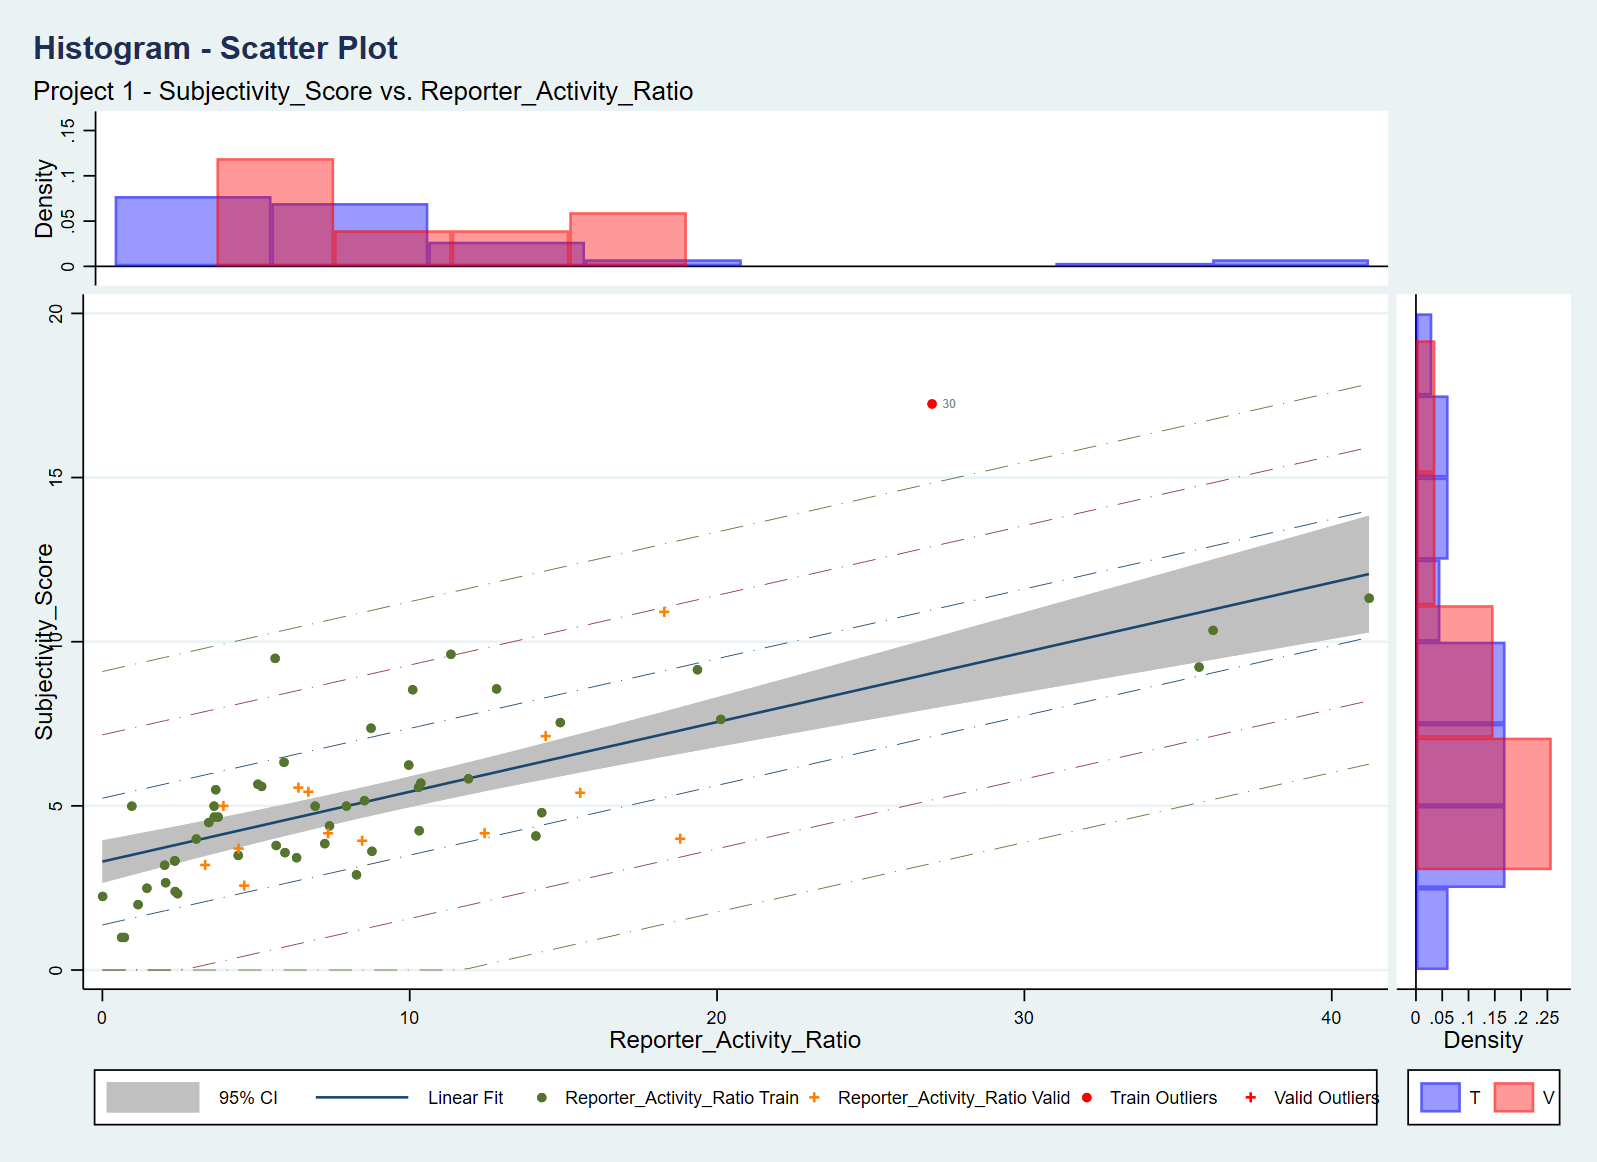 Histogram - Scatter Plot
Project 1 - Subjectivity_Score vs. Reporter_Activity_Ratio
Density
0 .05 .1 .15
Subjectivity_Score
0 5 10 15 20
30
0 10 20 30 40
Reporter_Activity_Ratio
0 .05 .1 .15 .2 .25
Density
95% CI Linear Fit Reporter_Activity_Ratio Train Reporter_Activity_Ratio Valid Train Outliers Valid Outliers
T V